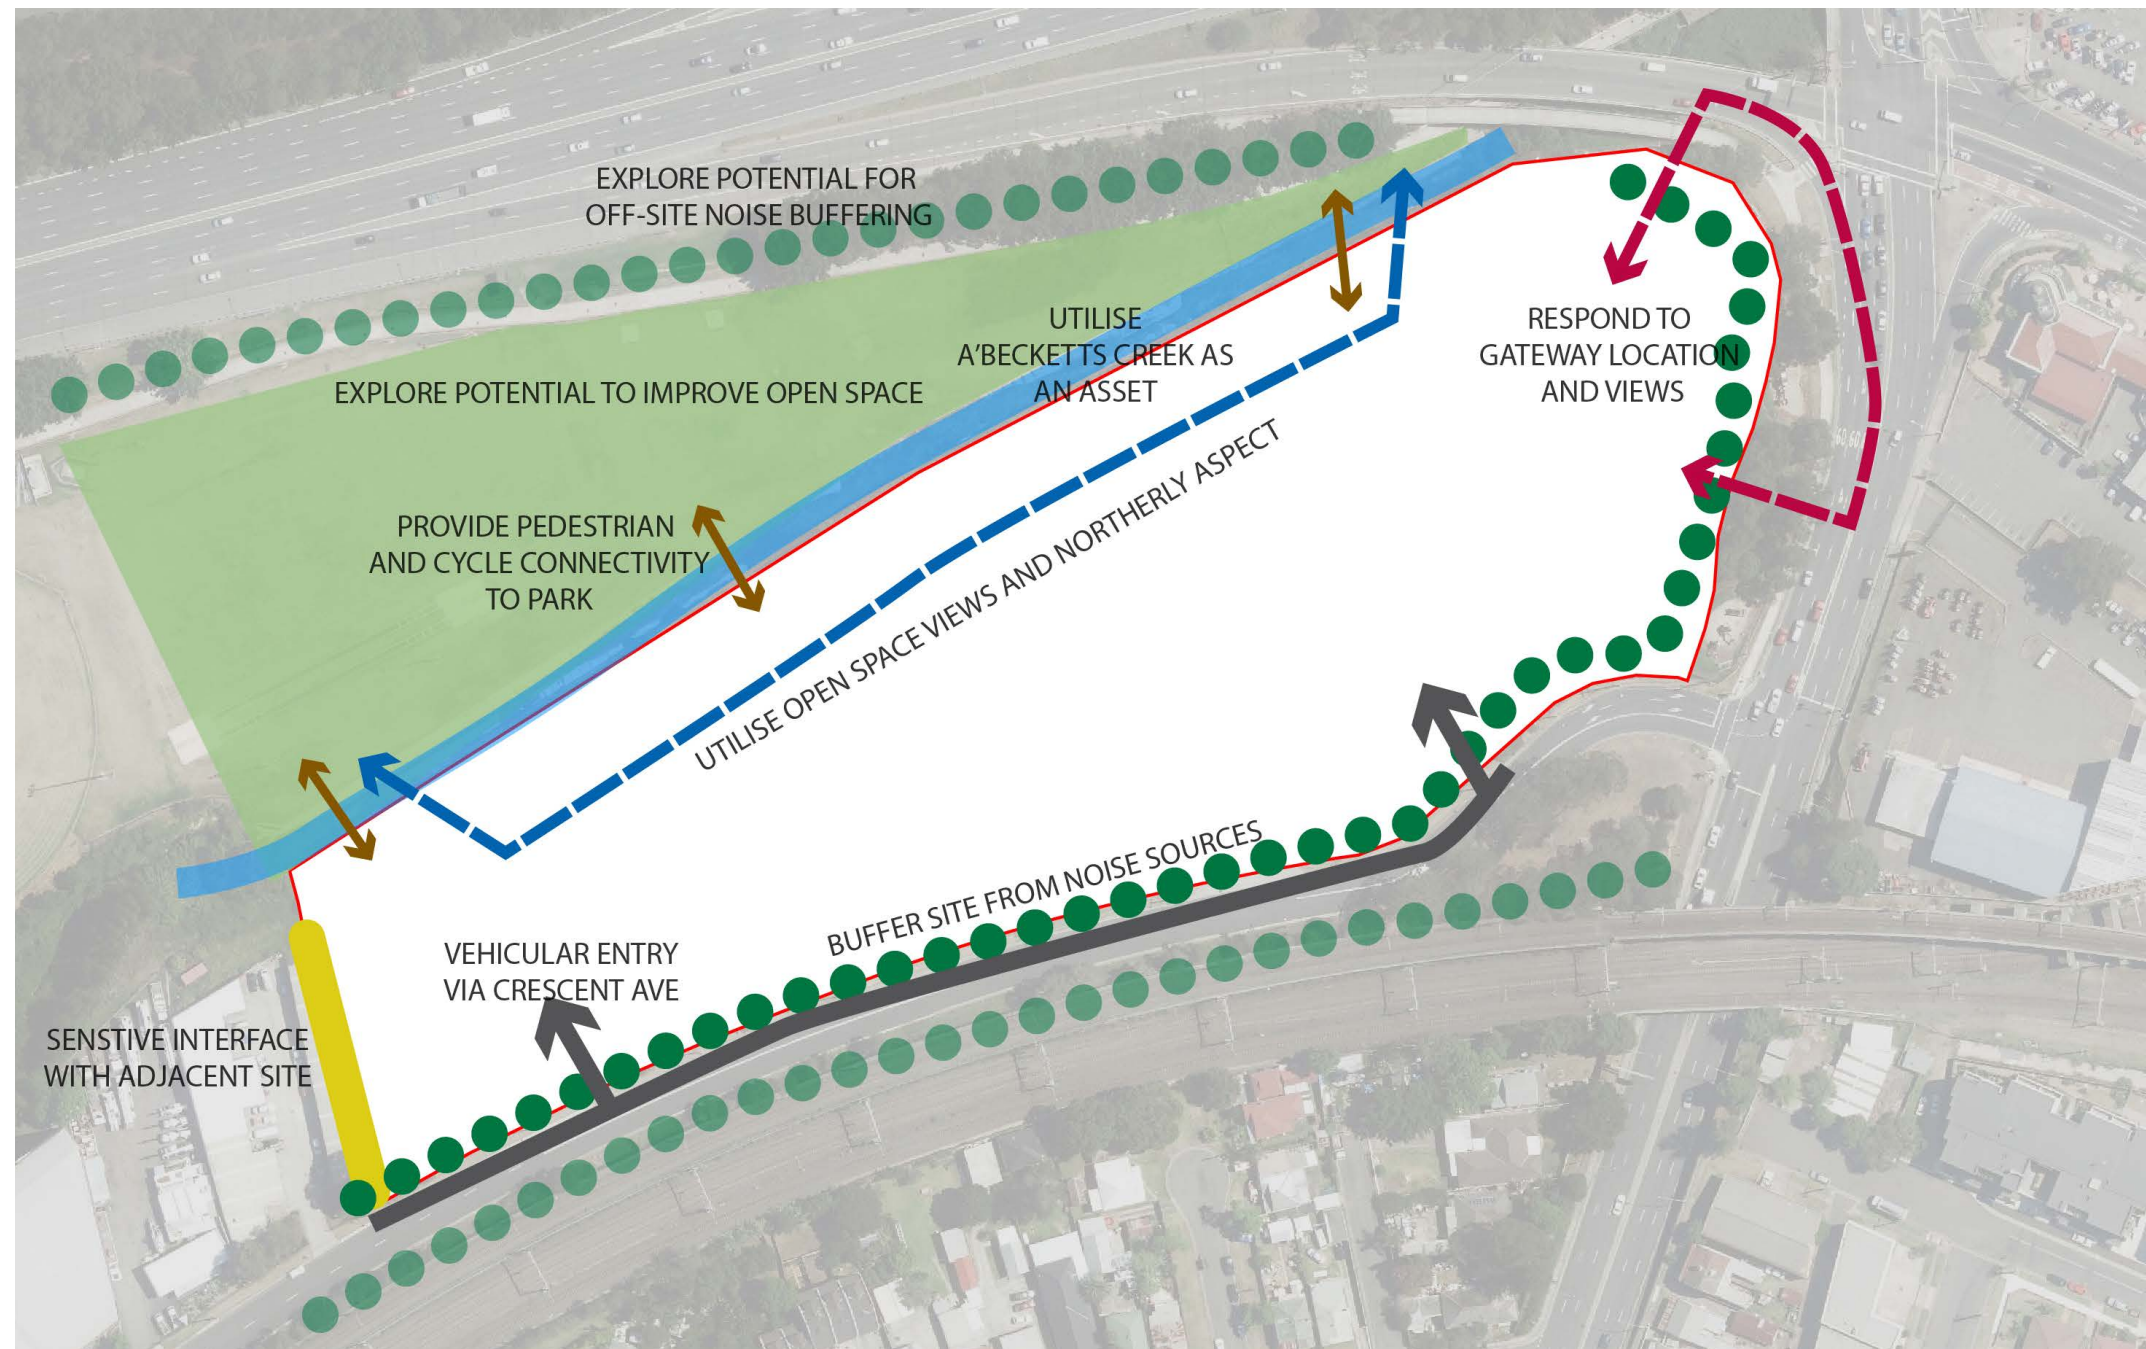 EXPLORE POTENTIAL FOR
OFF-SITE NOISE BUFFERING
UTILISE
A'BECKETTS CREEK AS
AN ASSET
RESPOND TO
GATEWAY LOCATION
AND VIEWS
EXPLORE POTENTIAL TO IMPROVE OPEN SPACE
PROVIDE PEDESTRIAN
AND CYCLE CONNECTIVITY
TO PARK
UTILISE OPEN SPACE VIEWS AND NORTHERLY ASPECT
BUFFER SITE FROM NOISE SOURCES
VEHICULAR ENTRY
VIA CRESCENT AVE
SENSTIVE INTERFACE
WITH ADJACENT SITE